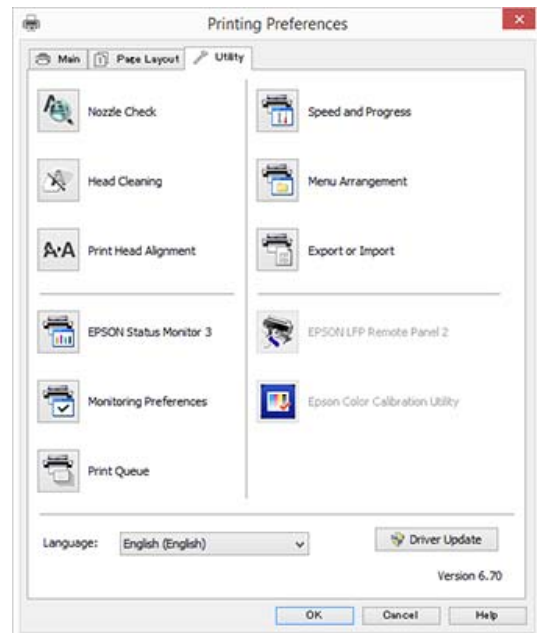 Printing Preferences
Main
Page Layout
Utility
Nozzle Check
Speed and Progress
Head Cleaning
Menu Arrangement
A·A
Print Head Alignment
Export or Import
EPSON Status Monitor 3
EPSON LFP Remote Panel 2
Monitoring Preferences
Epson Color Calibration Utility
Print Queue
Language:
English (English)
Driver Update
Version 6.70
OK
Cancel
Help